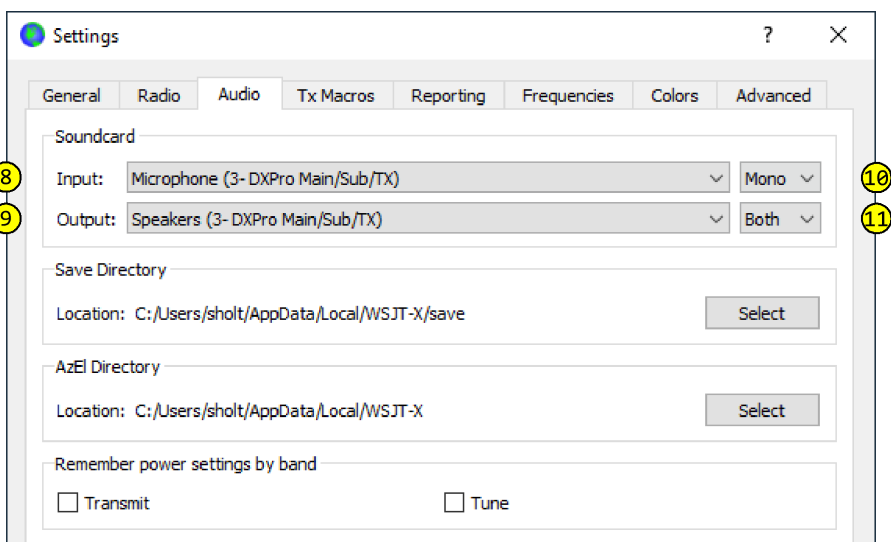 Settings ? ×
General Radio Audio Tx Macros Reporting Frequencies Colors Advanced
Soundcard
8 Input: Microphone (3- DXPro Main/Sub/TX) Mono 10
9 Output: Speakers (3- DXPro Main/Sub/TX) Both 11
Save Directory
Location: C:/Users/sholt/AppData/Local/WSJT-X/save Select
AzEl Directory
Location: C:/Users/sholt/AppData/Local/WSJT-X Select
Remember power settings by band
Transmit Tune